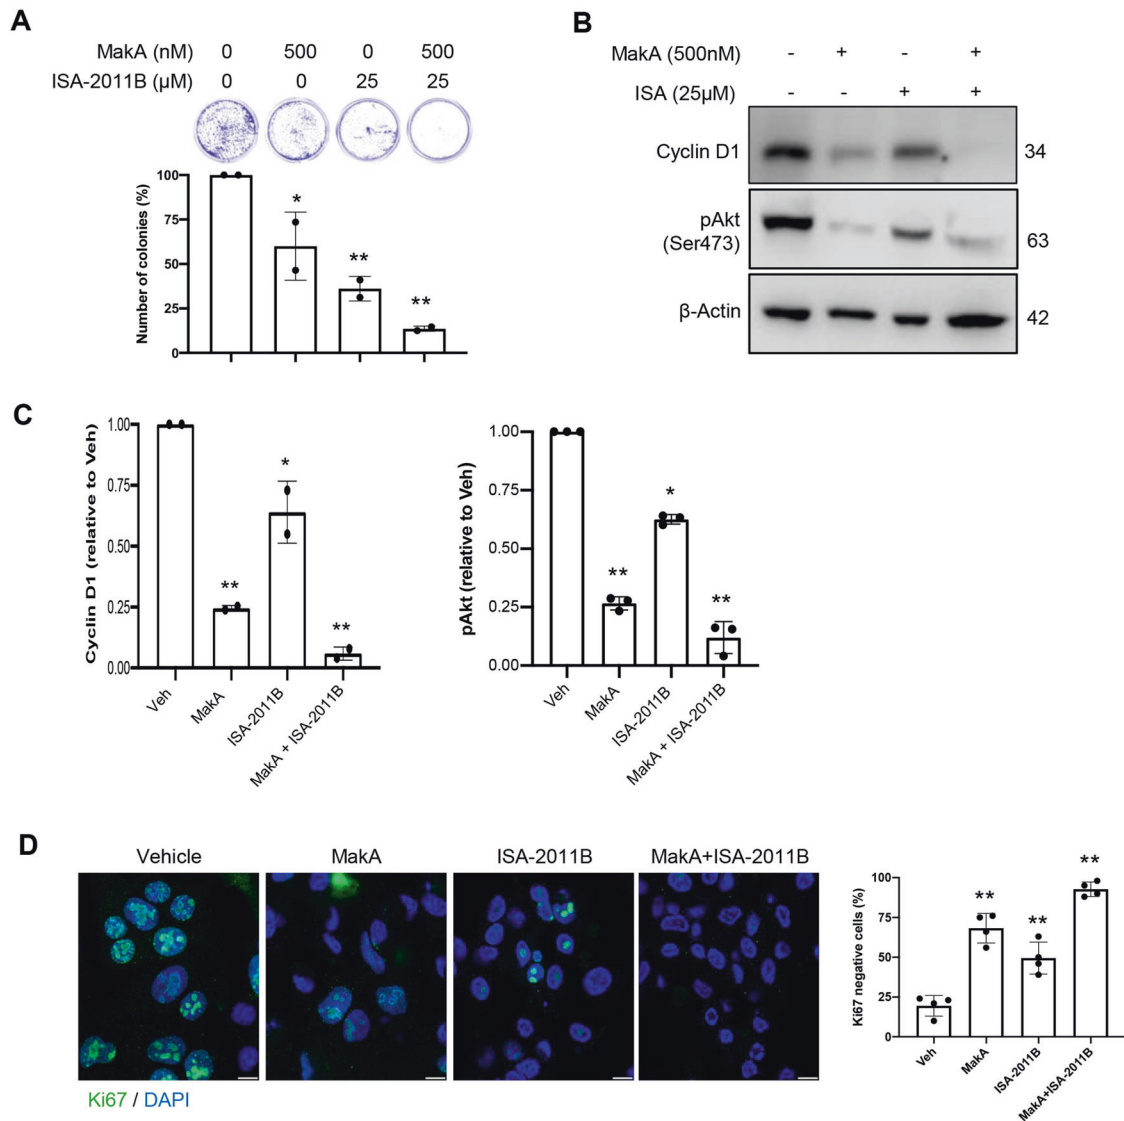 A
MakA (nM) 0 500 0 500
ISA-2011B (µM) 0 0 25 25
Number of colonies (%)
100
75
50
25
0
*
**
**
B
MakA (500nM) - + - +
ISA (25µM) - - + +
Cyclin D1 34
pAkt
(Ser473) 63
β-Actin 42
C
Cyclin D1 (relative to Veh)
1.00
0.75
0.50
0.25
0.00
**
*
**
Veh
MakA
ISA-2011B
MakA + ISA-2011B
pAkt (relative to Veh)
1.00
0.75
0.50
0.25
0.00
**
*
**
Veh
MakA
ISA-2011B
MakA + ISA-2011B
D
Vehicle MakA ISA-2011B MakA+ISA-2011B
Ki67 / DAPI
Ki67 negative cells (%)
100
75
50
25
0
**
**
**
Veh
MakA
ISA-2011B
MakA+ISA-2011B